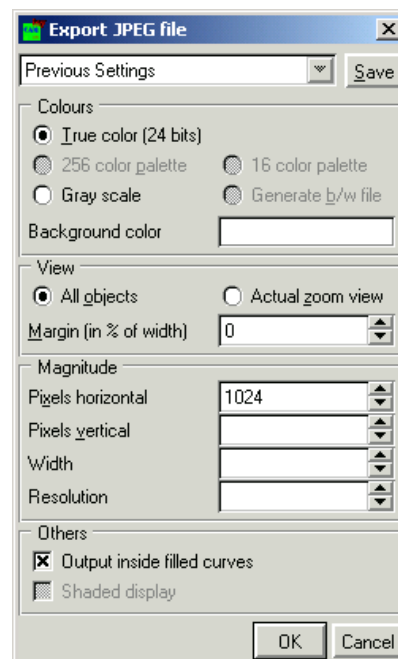 Export JPEG file
Previous Settings Save
Colours
True color (24 bits)
256 color palette 16 color palette
Gray scale Generate b/w file
Background color
View
All objects Actual zoom view
Margin (in % of width) 0
Magnitude
Pixels horizontal 1024
Pixels vertical
Width
Resolution
Others
Output inside filled curves
Shaded display
OK Cancel